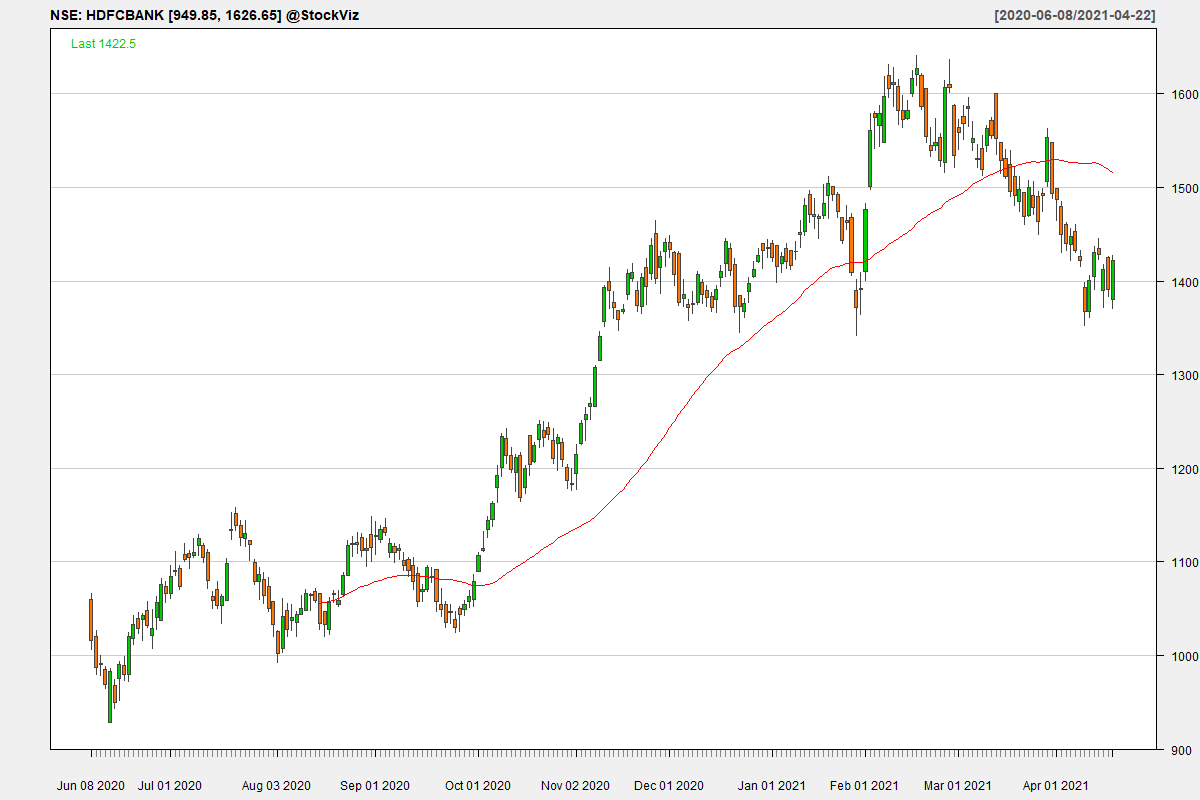 NSE: HDFCBANK [949.85, 1626.65] @StockViz [2020-06-08/2021-04-22]
Last 1422.5
1600
1500
1400
1300
1200
1100
1000
900
Jun 08 2020 Jul 01 2020 Aug 03 2020 Sep 01 2020 Oct 01 2020 Nov 02 2020 Dec 01 2020 Jan 01 2021 Feb 01 2021 Mar 01 2021 Apr 01 2021